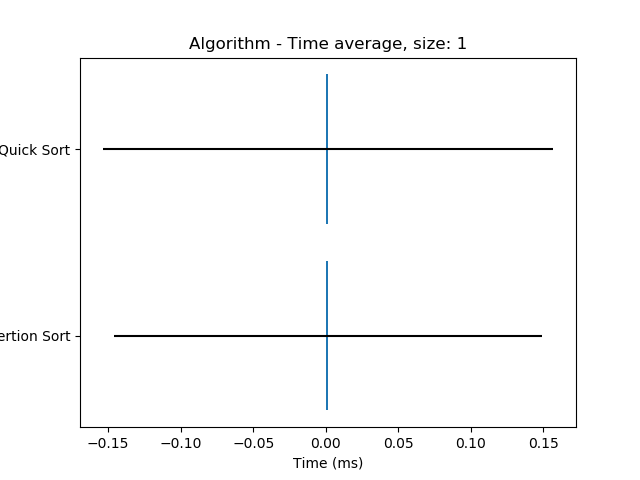 Algorithm - Time average, size: 1
Quick Sort
ertion Sort
−0.15 −0.10 −0.05 0.00 0.05 0.10 0.15
Time (ms)